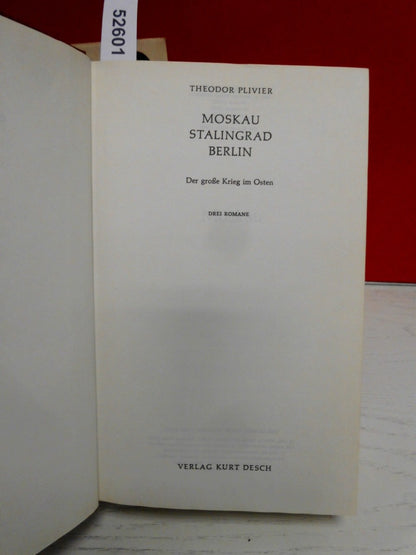 52601
THEODOR PLIVIER
MOSKAU
STALINGRAD
BERLIN
Der große Krieg im Osten
DREI ROMANE
VERLAG KURT DESCH